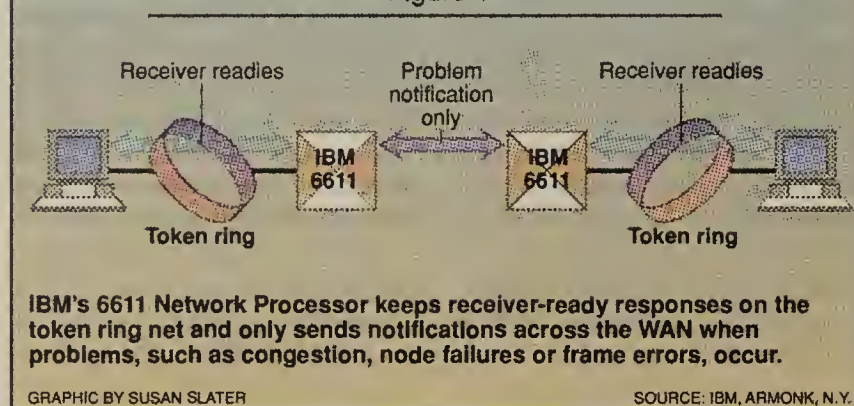 Receiver readies
Problem
notification
only
Receiver readies
IBM
6611
IBM
6611
Token ring
Token ring
IBM's 6611 Network Processor keeps receiver-ready responses on the
token ring net and only sends notifications across the WAN when
problems, such as congestion, node failures or frame errors, occur.
GRAPHIC BY SUSAN SLATER
SOURCE: IBM, ARMONK, N.Y.